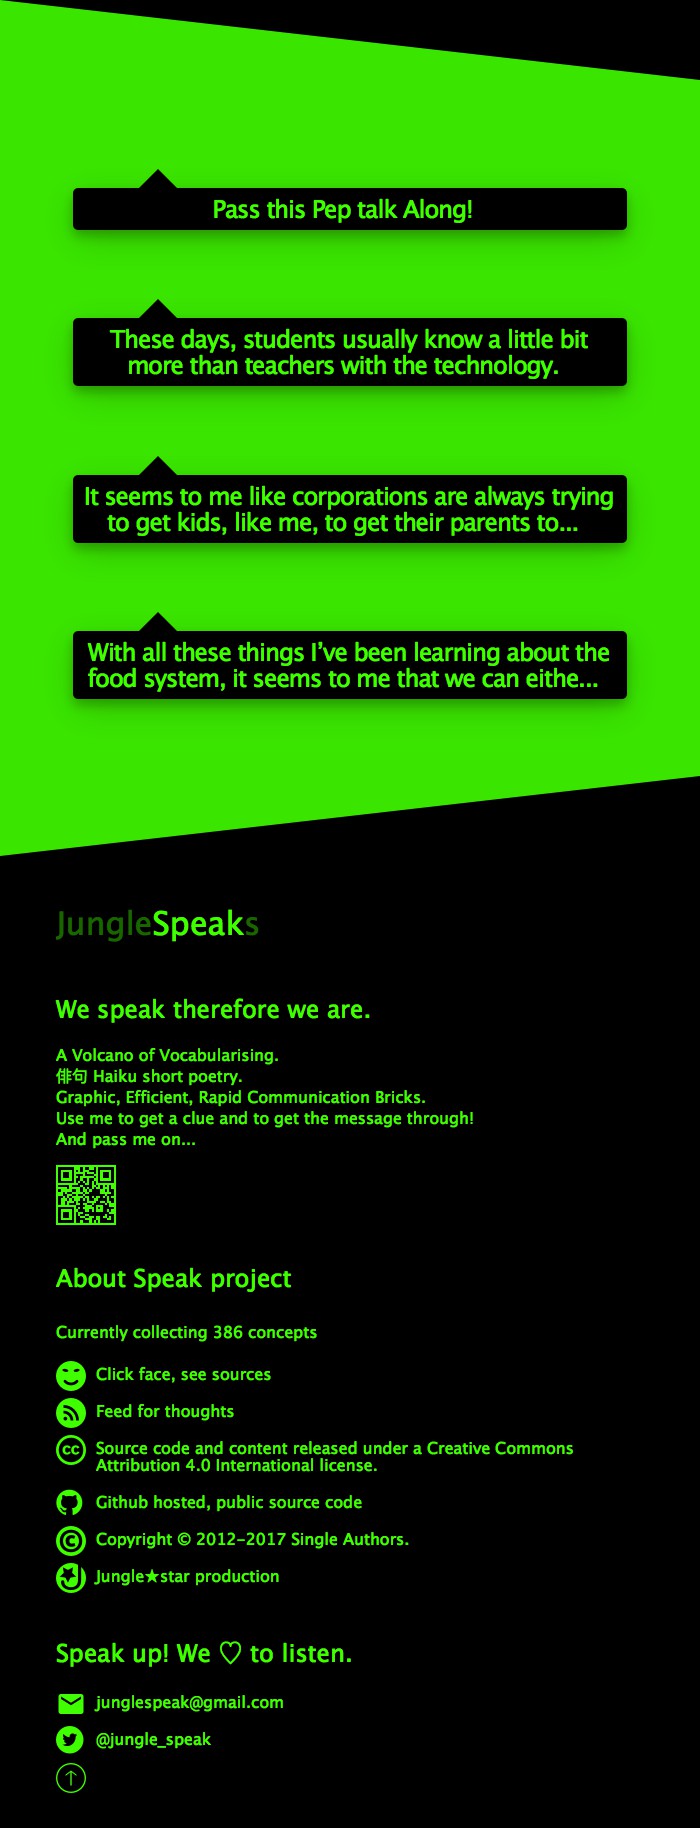 Pass this Pep talk Along!
These days, students usually know a little bit
more than teachers with the technology.
It seems to me like corporations are always trying
to get kids, like me, to get their parents to...
With all these things I’ve been learning about the
food system, it seems to me that we can eithe...
JungleSpeaks
We speak therefore we are.
A Volcano of Vocabularising.
俳句 Haiku short poetry.
Graphic, Efficient, Rapid Communication Bricks.
Use me to get a clue and to get the message through!
And pass me on...
About Speak project
Currently collecting 386 concepts
Click face, see sources
Feed for thoughts
Source code and content released under a Creative Commons
Attribution 4.0 International license.
Github hosted, public source code
Copyright © 2012-2017 Single Authors.
Jungle★star production
Speak up! We ♡ to listen.
junglespeak@gmail.com
@jungle_speak